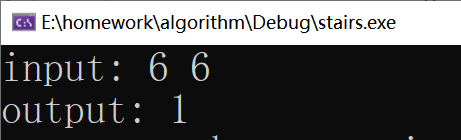 E:\homework\algorithm\Debug\stairs.exe
input: 6 6
output: 1